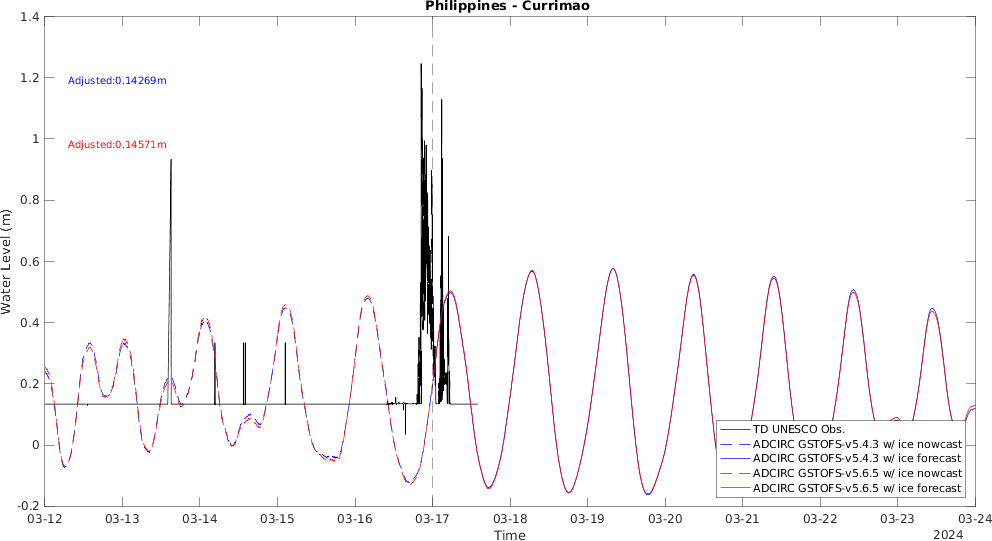 Philippines - Currimao
1.4
1.2
1
0.8
0.6
0.4
0.2
0
-0.2
Water Level (m)
Adjusted:0.14269m
Adjusted:0.14571m
TD UNESCO Obs.
ADCIRC GSTOFS-v5.4.3 w/ ice nowcast
ADCIRC GSTOFS-v5.4.3 w/ ice forecast
ADCIRC GSTOFS-v5.6.5 w/ ice nowcast
ADCIRC GSTOFS-v5.6.5 w/ ice forecast
03-12 03-13 03-14 03-15 03-16 03-17 03-18 03-19 03-20 03-21 03-22 03-23 03-24
Time
2024